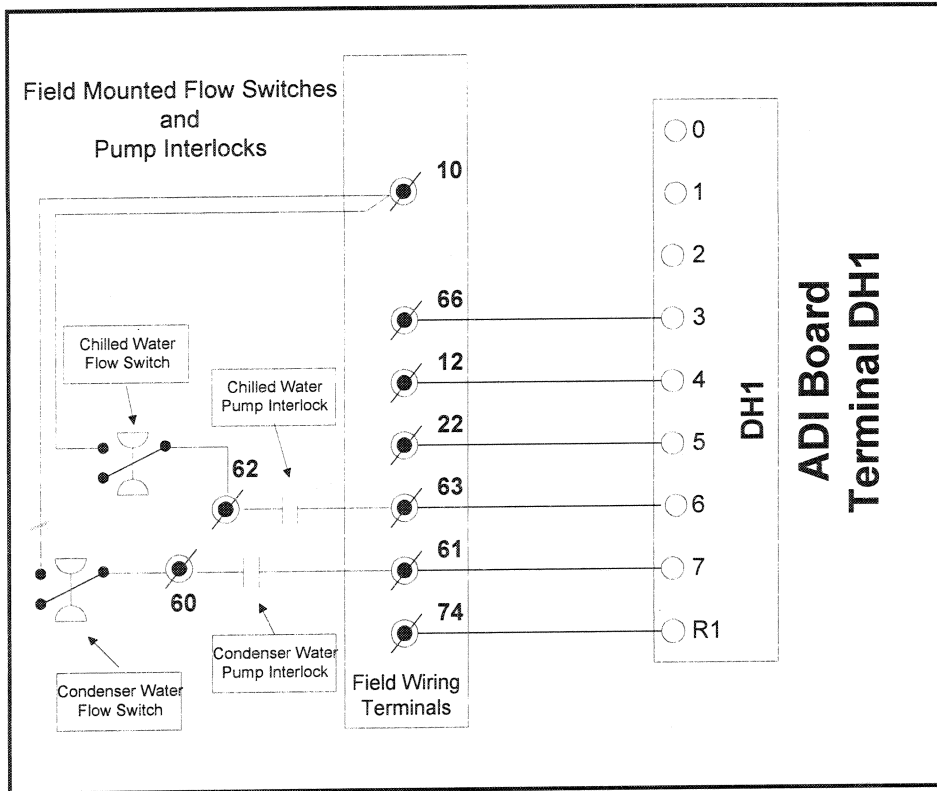 Field Mounted Flow Switches
and
Pump Interlocks
10
66
12
22
63
61
74
62
60
Chilled Water
Flow Switch
Chilled Water
Pump Interlock
Condenser Water
Pump Interlock
Condenser Water
Flow Switch
Field Wiring
Terminals
0
1
2
3
4
5
6
7
R1
DH1
ADI Board
Terminal DH1